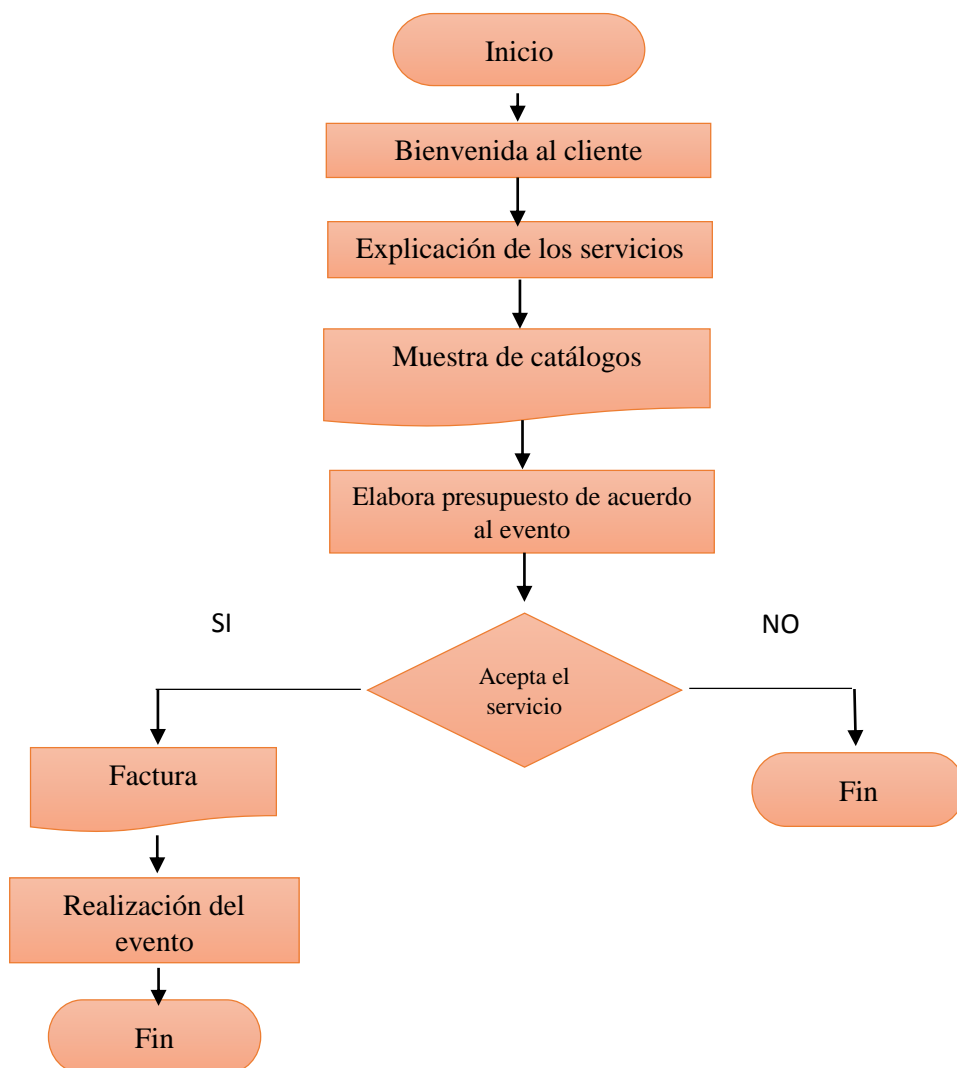 Inicio
Bienvenida al cliente
Explicación de los servicios
Muestra de catálogos
Elabora presupuesto de acuerdo
al evento
SI
NO
Acepta el
servicio
Factura
Fin
Realización del
evento
Fin